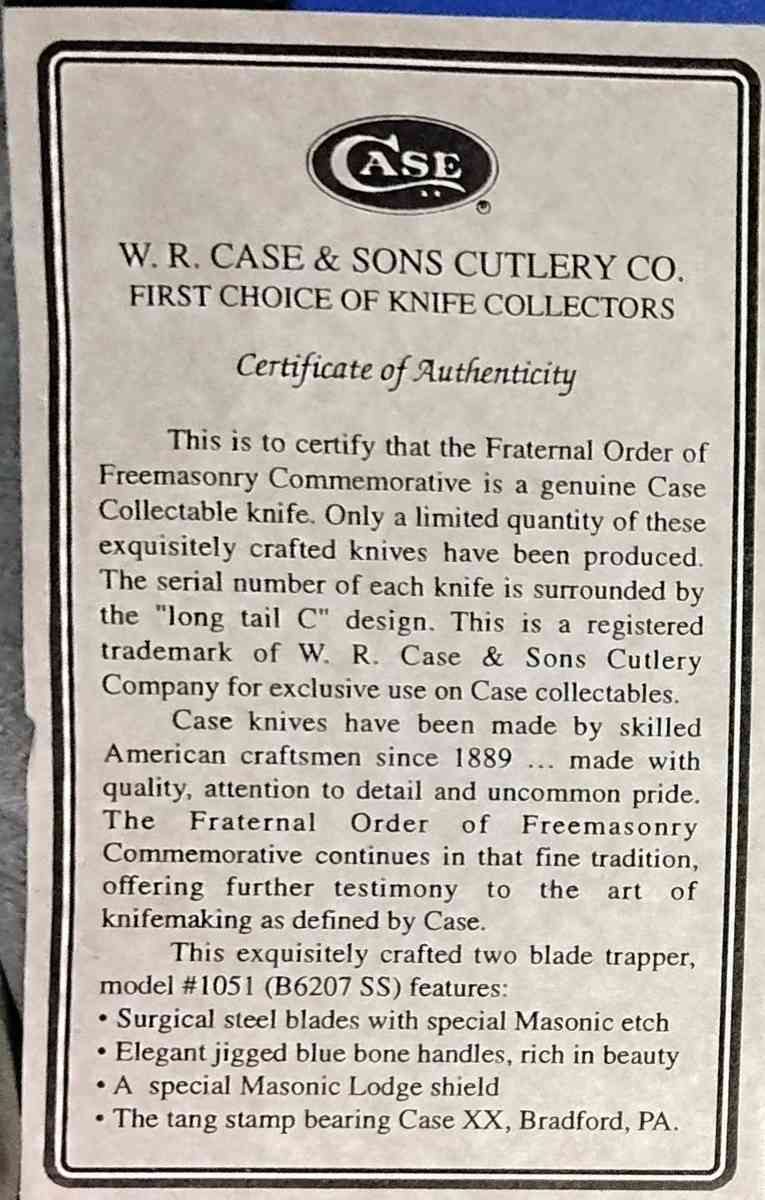 CASE ®
W. R. CASE & SONS CUTLERY CO.
FIRST CHOICE OF KNIFE COLLECTORS
Certificate of Authenticity
This is to certify that the Fraternal Order of
Freemasonry Commemorative is a genuine Case
Collectable knife. Only a limited quantity of these
exquisitely crafted knives have been produced.
The serial number of each knife is surrounded by
the "long tail C" design. This is a registered
trademark of W. R. Case & Sons Cutlery
Company for exclusive use on Case collectables.
Case knives have been made by skilled
American craftsmen since 1889 ... made with
quality, attention to detail and uncommon pride.
The Fraternal Order of Freemasonry
Commemorative continues in that fine tradition,
offering further testimony to the art of
knifemaking as defined by Case.
This exquisitely crafted two blade trapper,
model #1051 (B6207 SS) features:
• Surgical steel blades with special Masonic etch
• Elegant jigged blue bone handles, rich in beauty
• A special Masonic Lodge shield
• The tang stamp bearing Case XX, Bradford, PA.